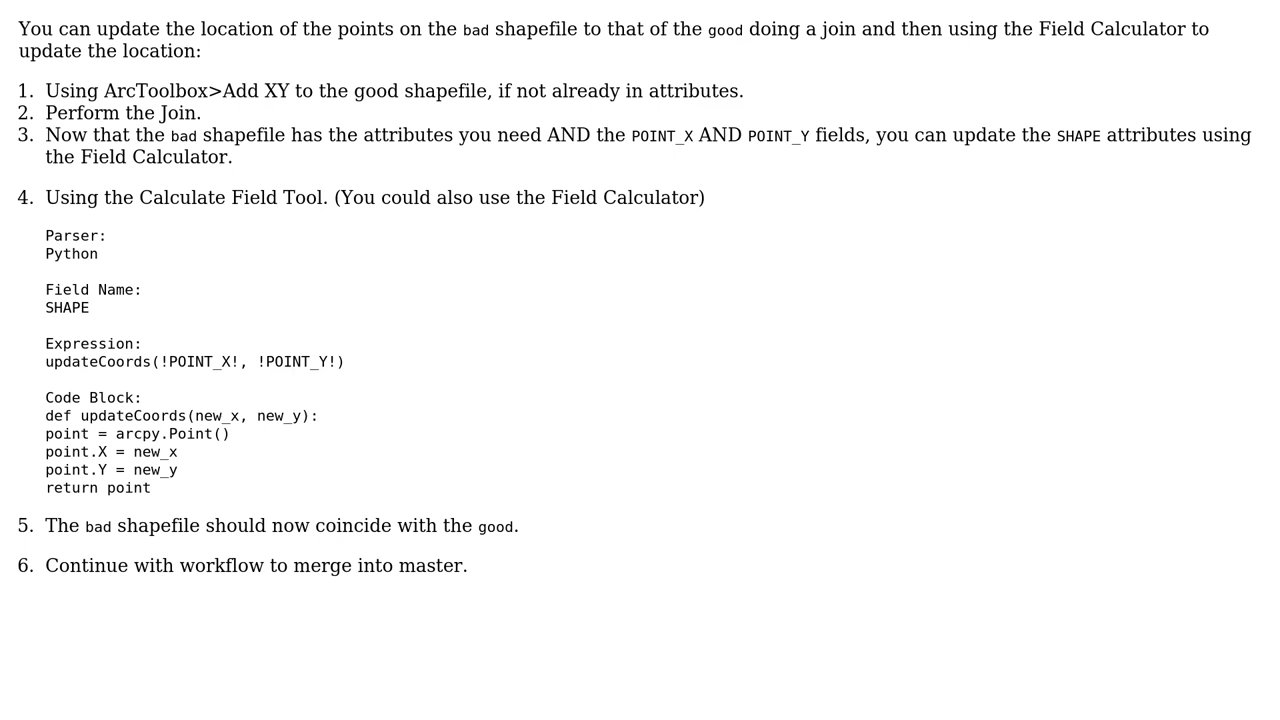 You can update the location of the points on the bad shapefile to that of the good doing a join and then using the Field Calculator to
update the location:
1. Using ArcToolbox>Add XY to the good shapefile, if not already in attributes.
2. Perform the Join.
3. Now that the bad shapefile has the attributes you need AND the POINT_X AND POINT_Y fields, you can update the SHAPE attributes using
the Field Calculator.
4. Using the Calculate Field Tool. (You could also use the Field Calculator)
Parser:
Python
Field Name:
SHAPE
Expression:
updateCoords(!POINT_X!, !POINT_Y!)
Code Block:
def updateCoords(new_x, new_y):
point = arcpy.Point()
point.X = new_x
point.Y = new_y
return point
5. The bad shapefile should now coincide with the good.
6. Continue with workflow to merge into master.